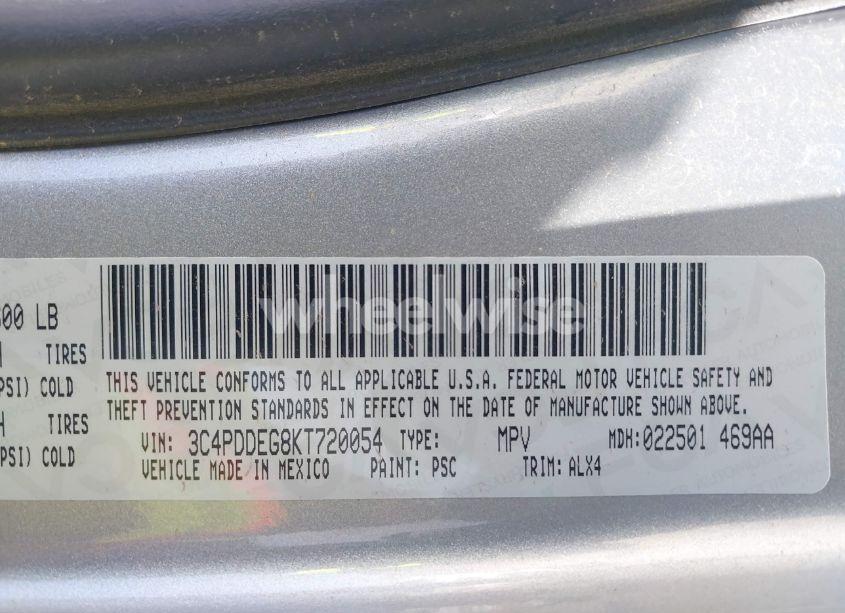 00 LB
TIRES
PSI) COLD
TIRES
PSI) COLD
THIS VEHICLE CONFORMS TO ALL APPLICABLE U.S.A. FEDERAL MOTOR VEHICLE SAFETY AND
THEFT PREVENTION STANDARDS IN EFFECT ON THE DATE OF MANUFACTURE SHOWN ABOVE.
VIN: 3C4PDDEG8KT720054 TYPE: MPV MDH:022501 469AA
VEHICLE MADE IN MEXICO PAINT: PSC TRIM: ALX4
wheelwise